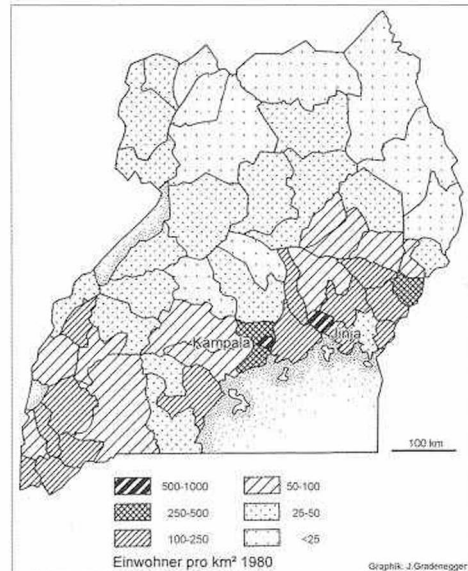 Kampala
Jinja
100 km
500-1000
50-100
250-500
25-50
100-250
<25
Einwohner pro km² 1980
Graphik: J.Gradenegger